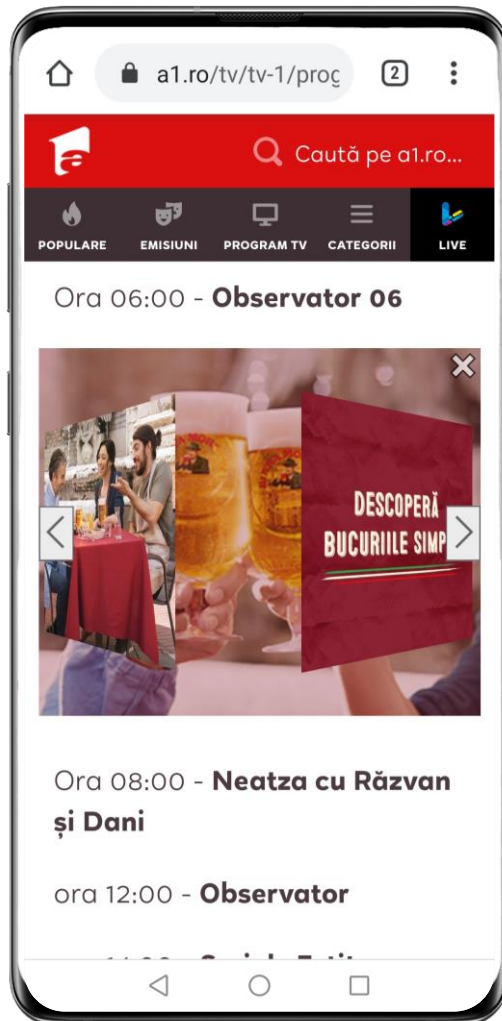 a1.ro/tv/tv-1/prog
2
Caută pe a1.ro...
POPULARE EMISIUNI PROGRAM TV CATEGORII LIVE
Ora 06:00 - Observator 06
DESCOPERĂ
BUCURIILE SIMP
Ora 08:00 - Neatza cu Răzvan
și Dani
ora 12:00 - Observator